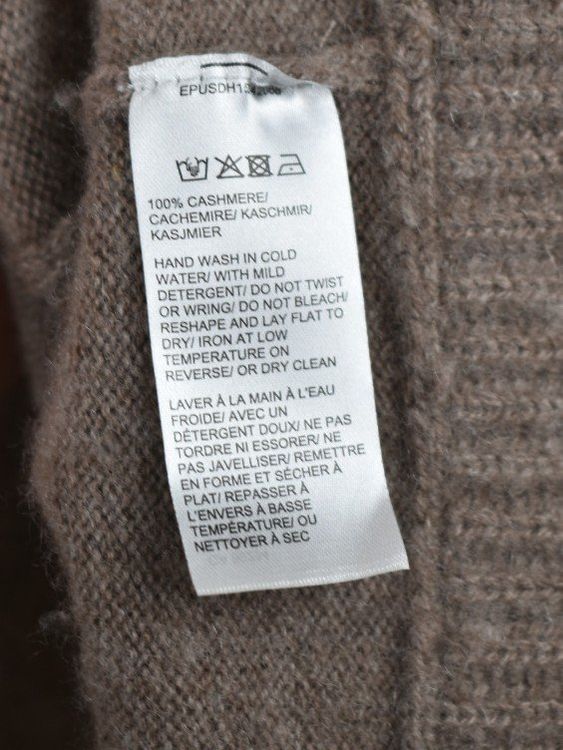 100% CASHMERE/
CACHEMIRE/ KASCHMIR/
KASJMIER
HAND WASH IN COLD
WATER/ WITH MILD
DETERGENT/ DO NOT TWIST
OR WRING/ DO NOT BLEACH/
RESHAPE AND LAY FLAT TO
DRY/ IRON AT LOW
TEMPERATURE ON
REVERSE/ OR DRY CLEAN
LAVER À LA MAIN À L'EAU
FROIDE/ AVEC UN
DÉTERGENT DOUX/ NE PAS
TORDRE NI ESSORER/ NE
PAS JAVELLISER/ REMETTRE
EN FORME ET SÉCHER À
PLAT/ REPASSER À
L'ENVERS À BASSE
TEMPÉRATURE/ OU
NETTOYER À SEC